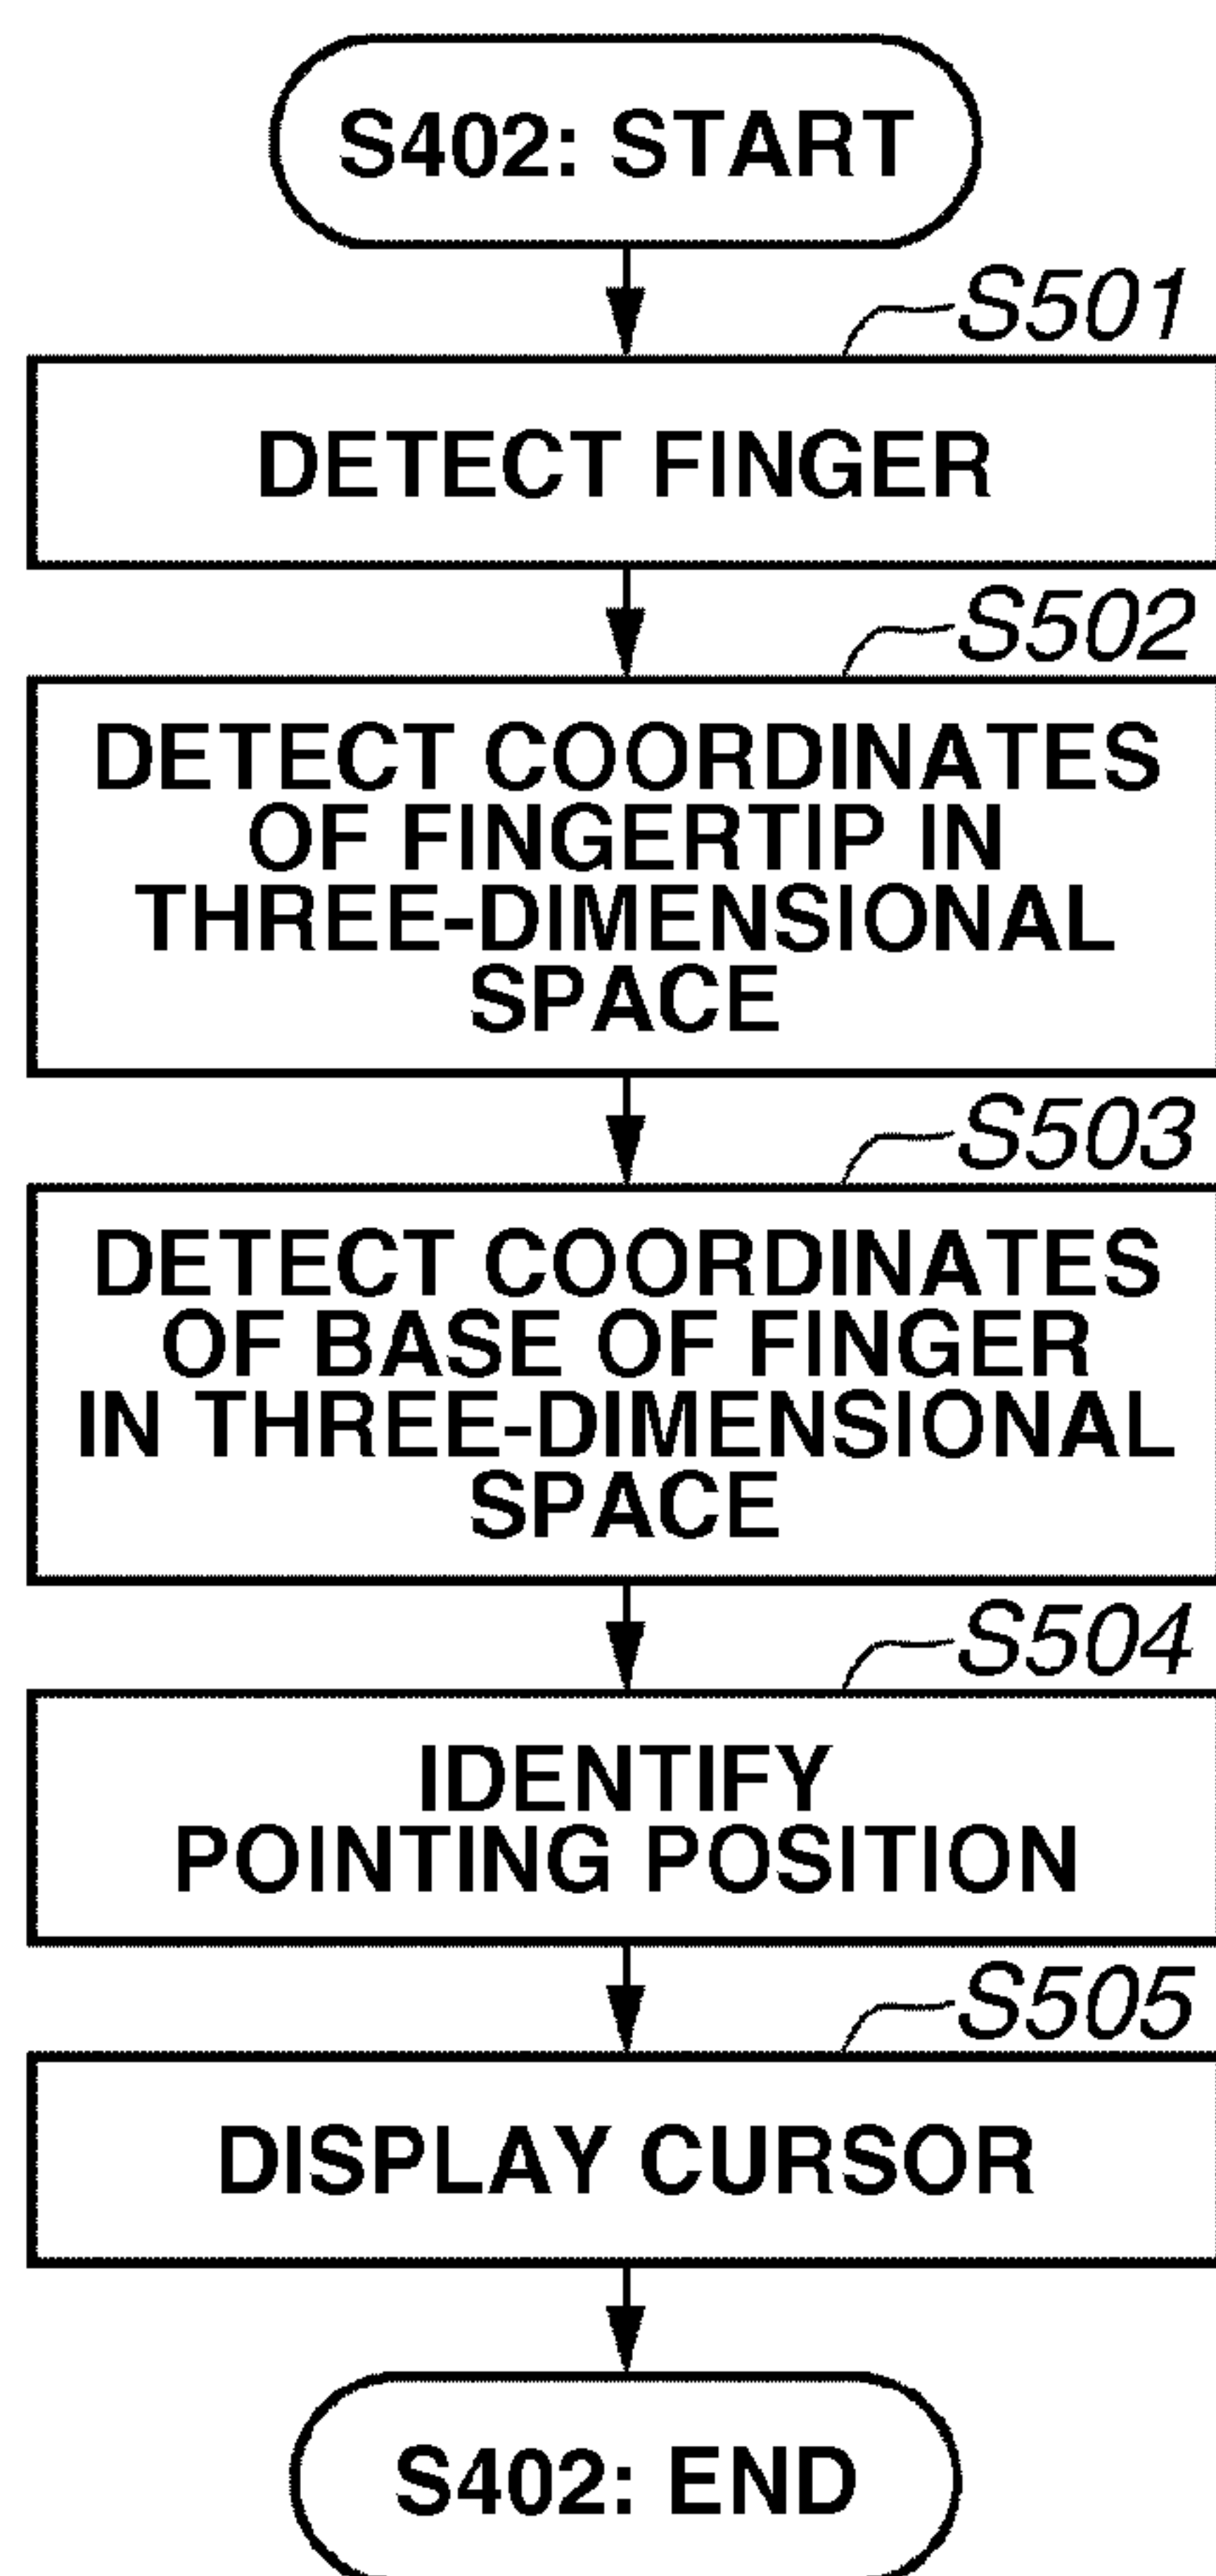 S402: START
S501
DETECT FINGER
S502
DETECT COORDINATES
OF FINGERTIP IN
THREE-DIMENSIONAL
SPACE
S503
DETECT COORDINATES
OF BASE OF FINGER
IN THREE-DIMENSIONAL
SPACE
S504
IDENTIFY
POINTING POSITION
S505
DISPLAY CURSOR
S402: END